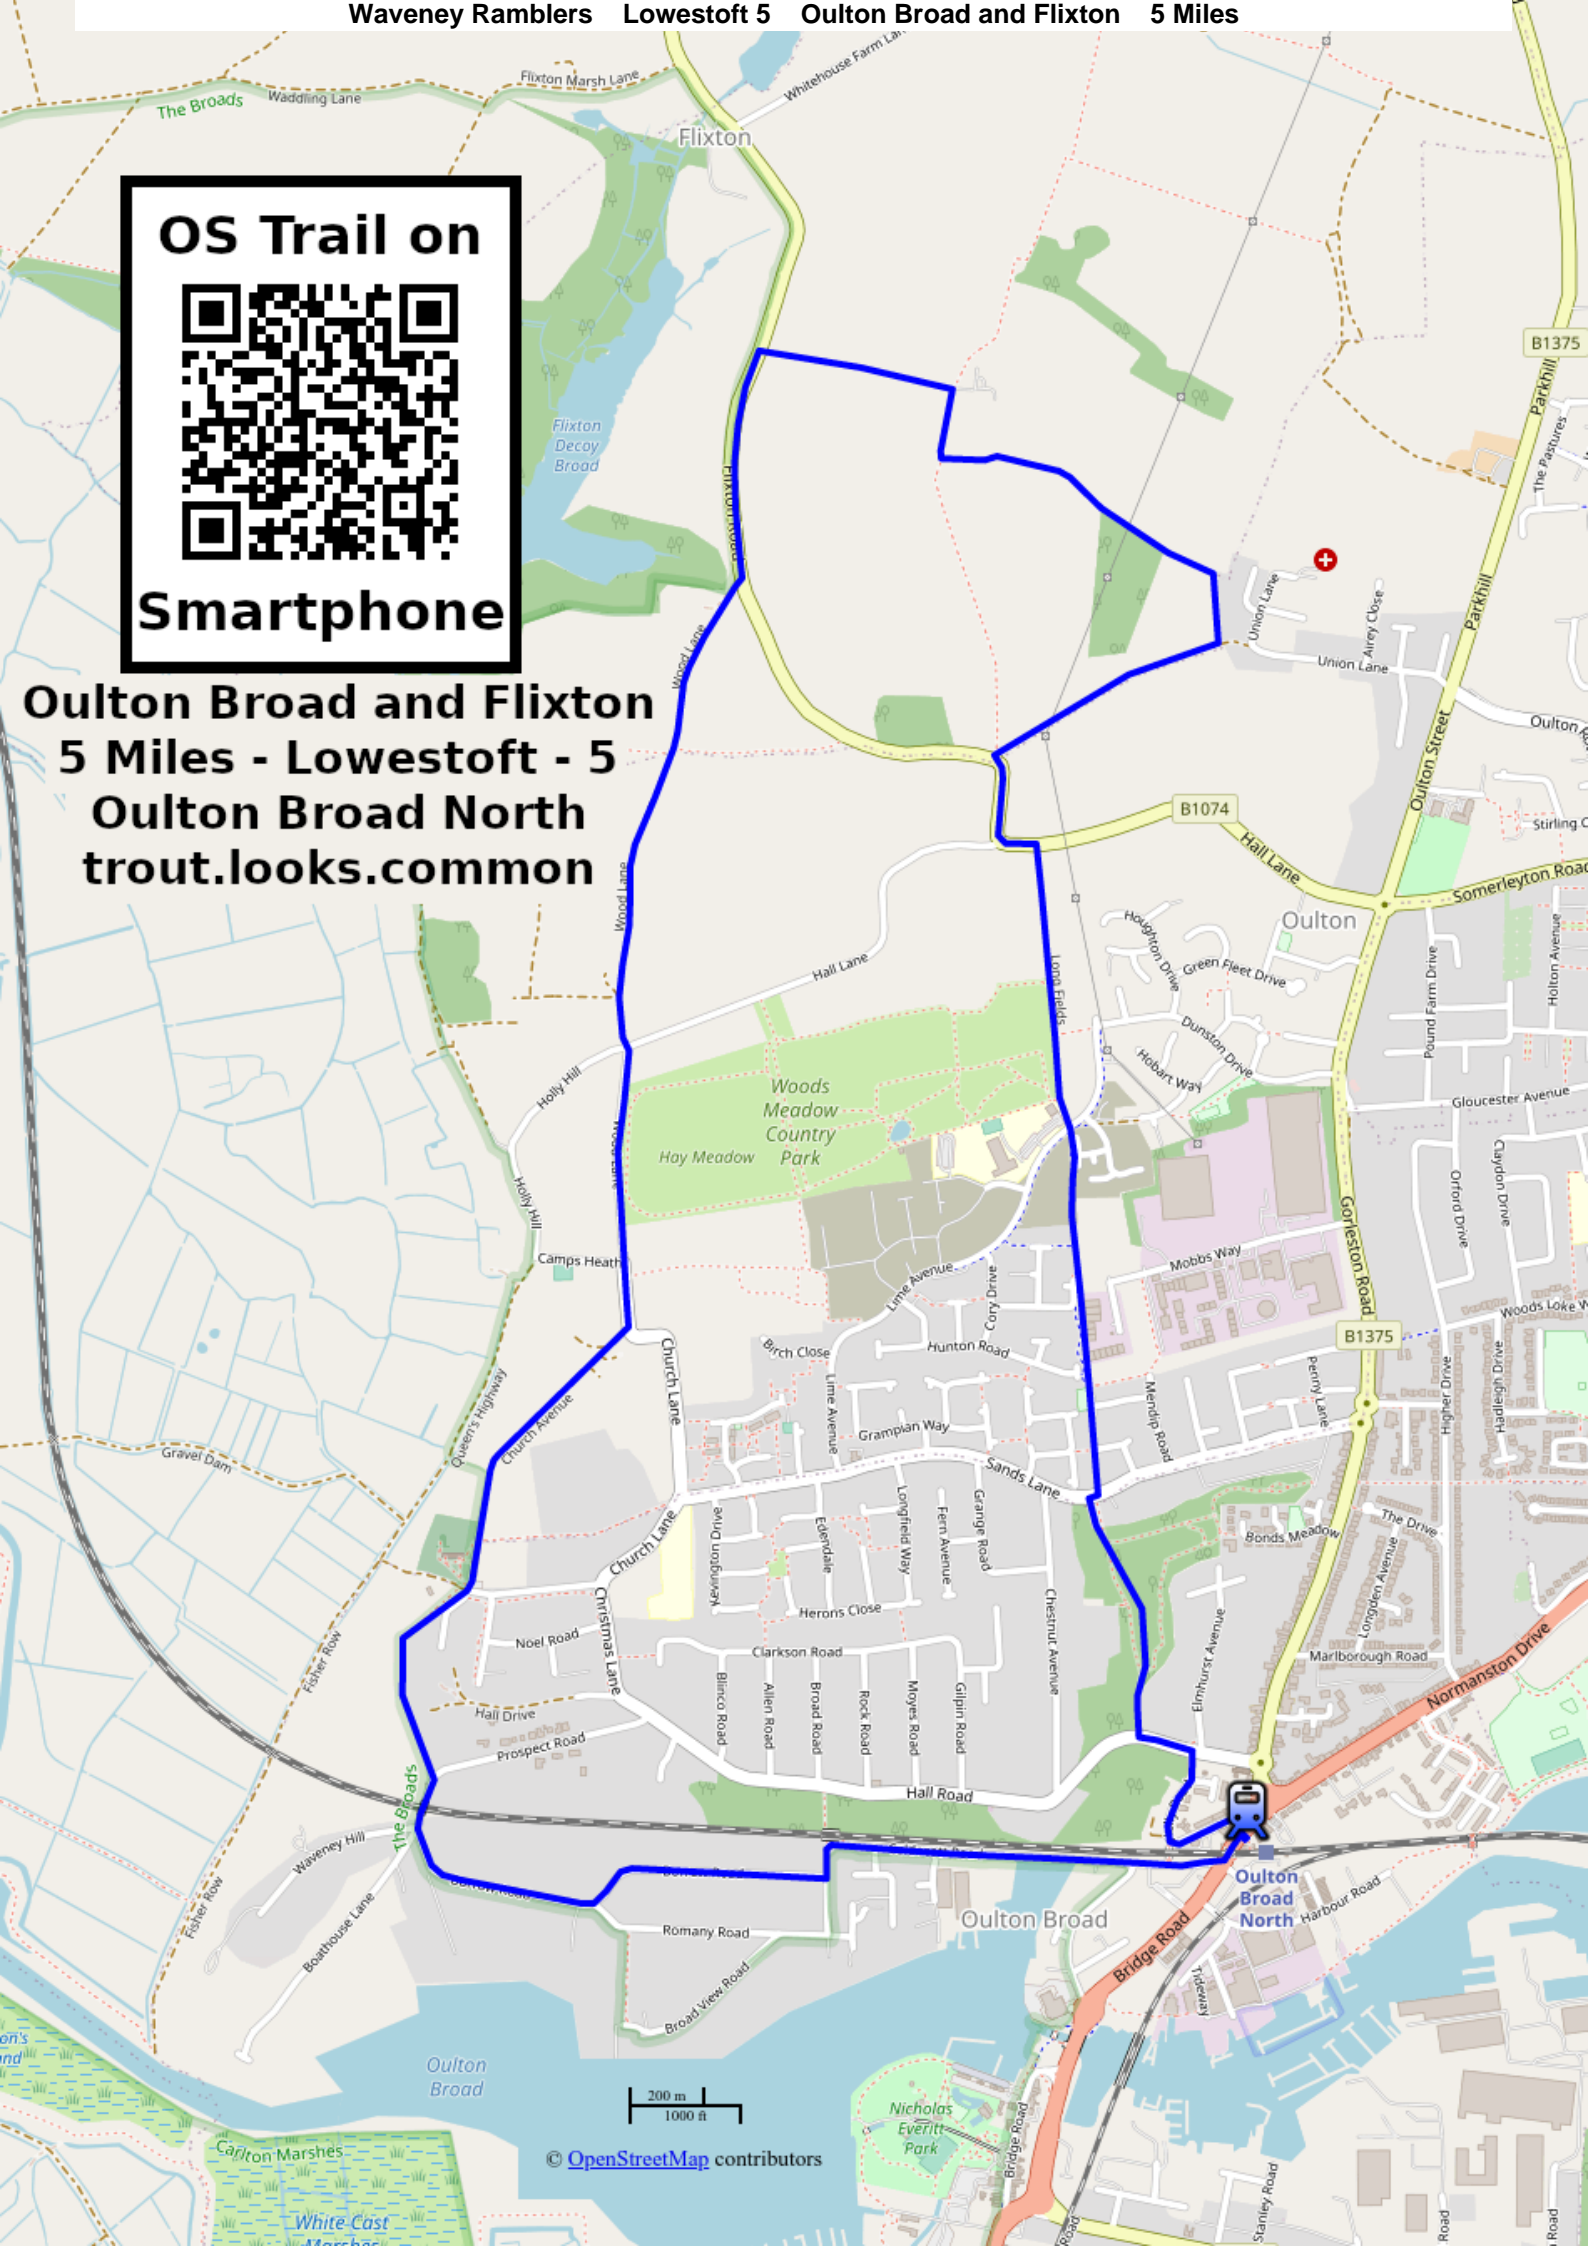 Waveney Ramblers Lowestoft 5 Oulton Broad and Flixton 5 Miles
Flixton Marsh Lane
Whitehouse Farm Lan
The Broads
Waddling Lane
Flixton
OS Trail on
Smartphone
Oulton Broad and Flixton
5 Miles - Lowestoft - 5
Oulton Broad North
trout.looks.common
B1375
Parkhill
The Pastures
Flixton
Decoy
Broad
Flixton Road
Parkhill
Union Lane
Airey Close
Union Lane
Wood Lane
Oulton Street
B1074
Hall Lane
Stirling
Somerleyton Road
Wood Lane
Oulton
Houghton Drive
Green Fleet Drive
Hall Lane
Long Fields
Pound Farm Drive
Holton Avenue
Dunston Drive
Hobart Way
Holly Hill
Woods
Meadow
Country
Park
Hay Meadow
Wood Lane
Gloucester Avenue
Claydon Drive
Orford Drive
Holly Hill
Gorleston Road
Camps Heath
Mobbs Way
Lime Avenue
Cory Drive
Woods Loke W
B1375
Birch Close
Hunton Road
Church Lane
Lime Avenue
Mendip Road
Penny Lane
Higher Drive
Hadleigh Drive
Queen's Highway
Church Avenue
Grampian Way
Sands Lane
Gravel Dam
Kevington Drive
Edendale
Longfield Way
Fern Avenue
Grange Road
Bonds Meadow
The Drive
Church Lane
Longden Avenue
Christmas Lane
Herons Close
Chestnut Avenue
Elmhurst Avenue
Noel Road
Clarkson Road
Marlborough Road
Fisher Row
Normanston Drive
Blinco Road
Allen Road
Broad Road
Rock Road
Moyes Road
Gilpin Road
Hall Drive
Prospect Road
Hall Road
The Broads
Waveney Hill
Fisher Row
Boathouse Lane
Romany Road
Broad View Road
Oulton Broad
Oulton
Broad
North
Harbour Road
Bridge Road
Tideway
Oulton
Broad
200 m
1000 ft
© OpenStreetMap contributors
Nicholas
Everitt
Park
Bridge Road
Carlton Marshes
White Cast
Marshes
Stanley Road
Road
Road
Road